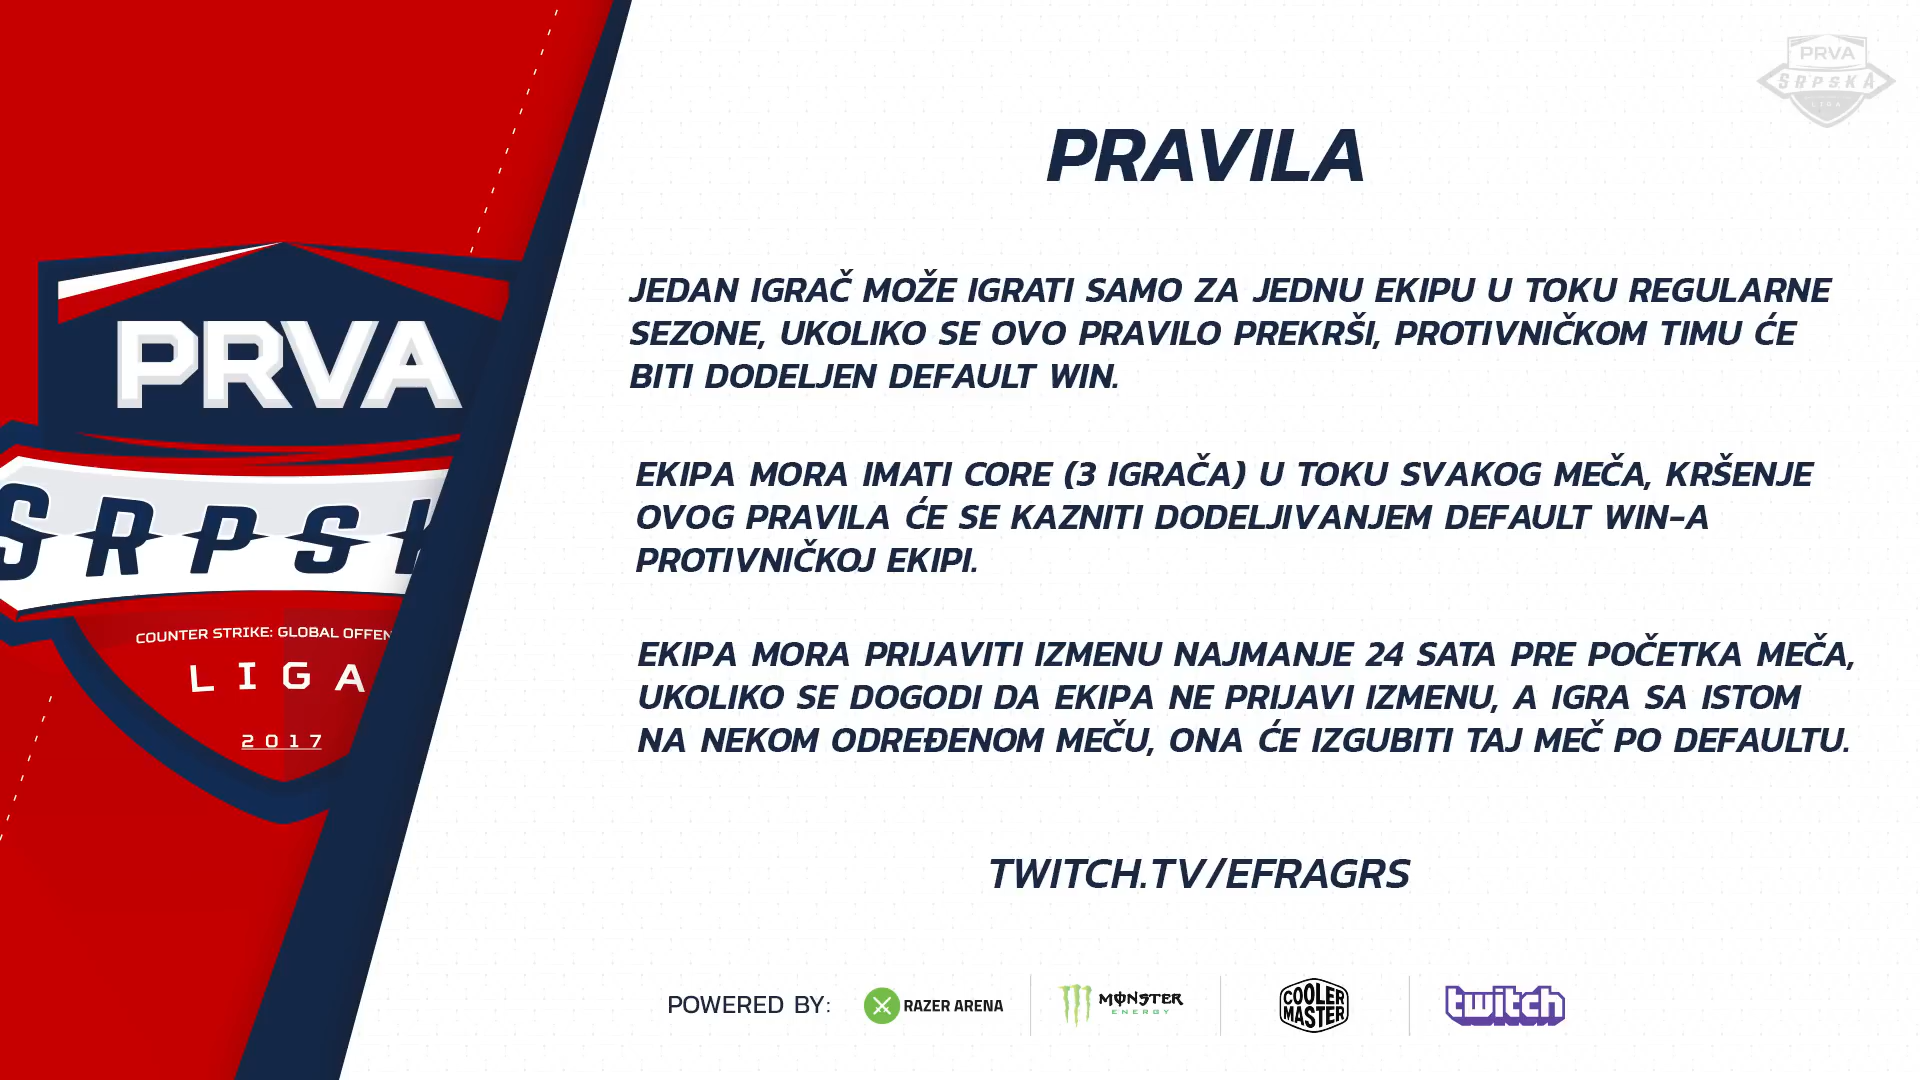 PRVA
SRPSKA
LIGA
PRAVILA
JEDAN IGRAČ MOŽE IGRATI SAMO ZA JEDNU EKIPU U TOKU REGULARNE
SEZONE, UKOLIKO SE OVO PRAVILO PREKRŠI, PROTIVNIČKOM TIMU ĆE
BITI DODELJEN DEFAULT WIN.
EKIPA MORA IMATI CORE (3 IGRAČA) U TOKU SVAKOG MEČA, KRŠENJE
OVOG PRAVILA ĆE SE KAZNITI DODELJIVANJEM DEFAULT WIN-A
PROTIVNIČKOJ EKIPI.
EKIPA MORA PRIJAVITI IZMENU NAJMANJE 24 SATA PRE POČETKA MEČA,
UKOLIKO SE DOGODI DA EKIPA NE PRIJAVI IZMENU, A IGRA SA ISTOM
NA NEKOM ODREĐENOM MEČU, ONA ĆE IZGUBITI TAJ MEČ PO DEFAULTU.
TWITCH.TV/EFRAGRS
PRVA
SRPSK
COUNTER STRIKE: GLOBAL OFFEN
LIGA
2017
POWERED BY: RAZER ARENA MONSTER ENERGY COOLER MASTER twitch